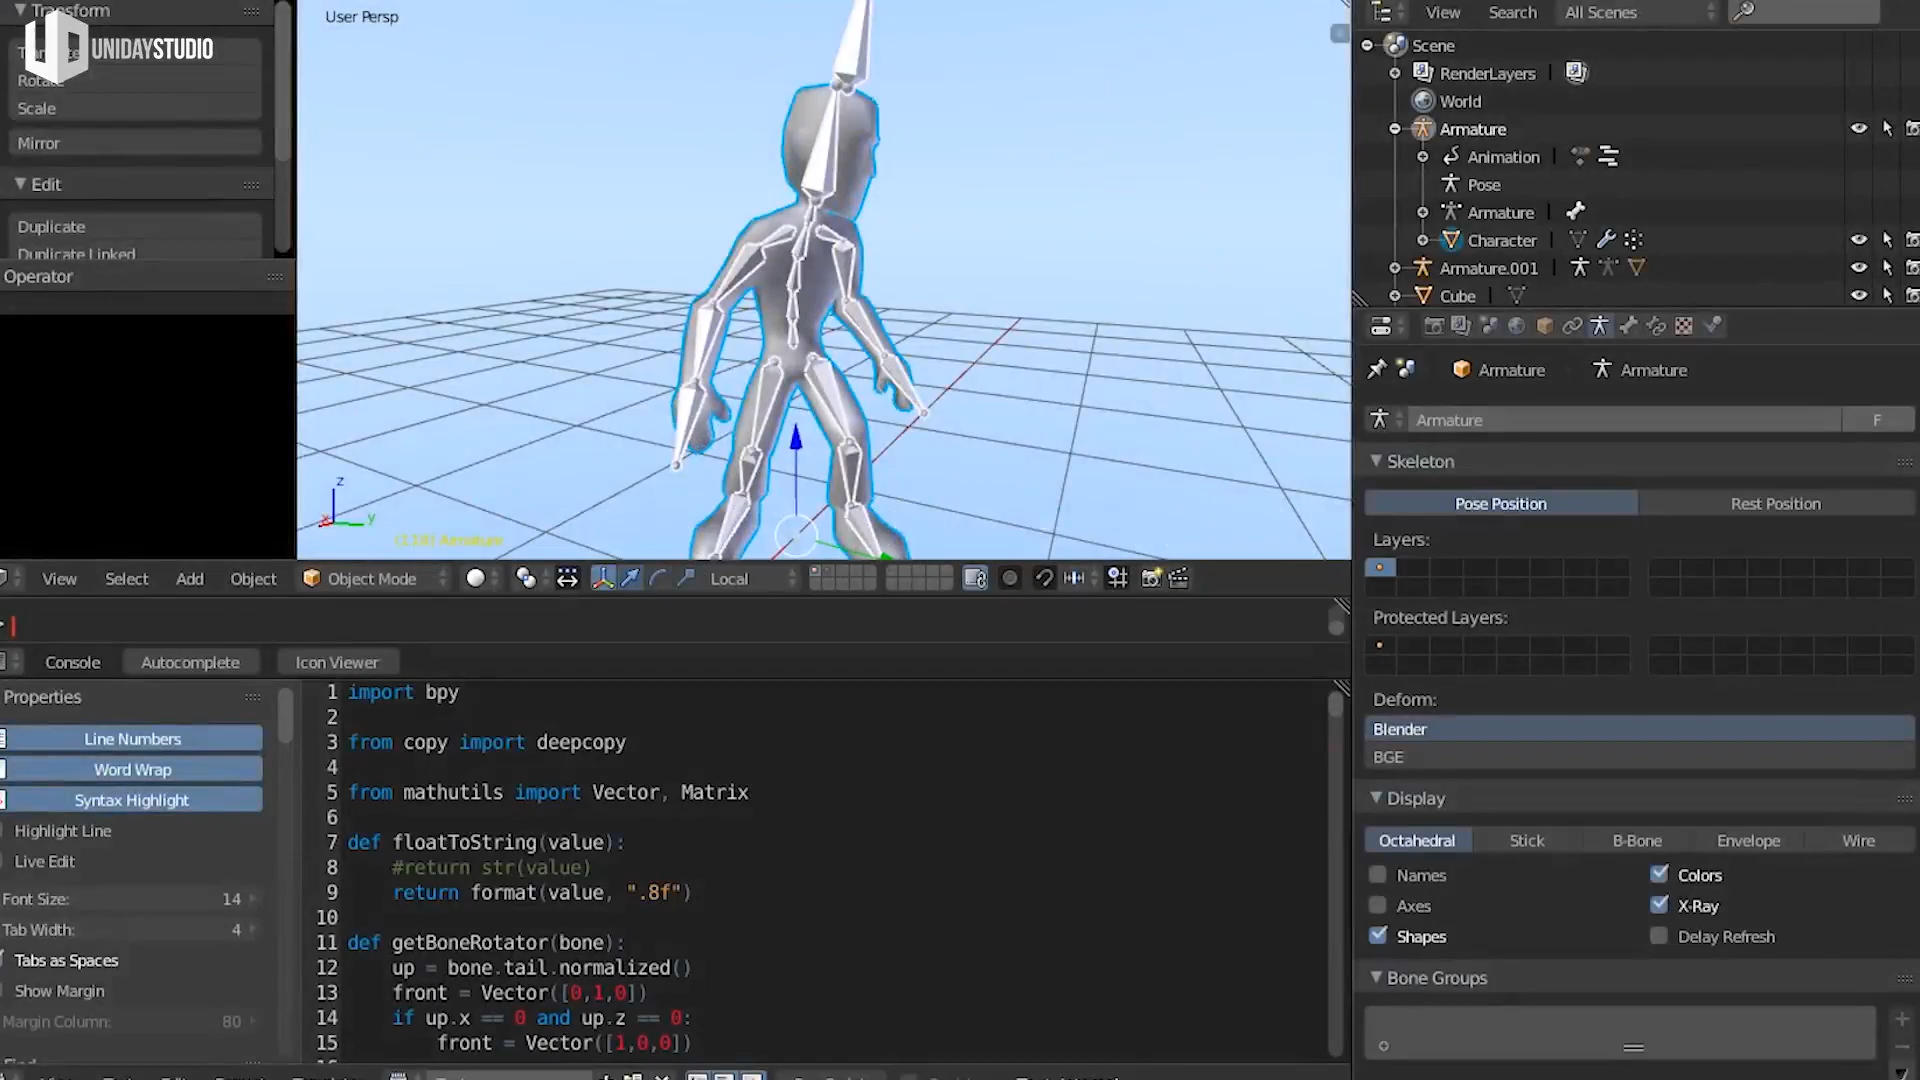 Transform
UNIDAYSTUDIO
Rotate
Scale
Mirror
Edit
Duplicate
Duplicate Linked
Operator
User Persp
z
x
y
(118) Armature
View
Select
Add
Object
Object Mode
Local
Console
Autocomplete
Icon Viewer
Properties
Line Numbers
Word Wrap
Syntax Highlight
Highlight Line
Live Edit
Font Size: 14
Tab Width: 4
Tabs as Spaces
Show Margin
Margin Column: 80
1 import bpy
2
3 from copy import deepcopy
4
5 from mathutils import Vector, Matrix
6
7 def floatToString(value):
8 #return str(value)
9 return format(value, ".8f")
10
11 def getBoneRotator(bone):
12 up = bone.tail.normalized()
13 front = Vector([0,1,0])
14 if up.x == 0 and up.z == 0:
15 front = Vector([1,0,0])
View
Search
All Scenes
Scene
RenderLayers
World
Armature
Animation
Pose
Armature
Character
Armature.001
Cube
Armature
Armature
Armature
F
Skeleton
Pose Position
Rest Position
Layers:
Protected Layers:
Deform:
Blender
BGE
Display
Octahedral
Stick
B-Bone
Envelope
Wire
Names
Colors
Axes
X-Ray
Shapes
Delay Refresh
Bone Groups